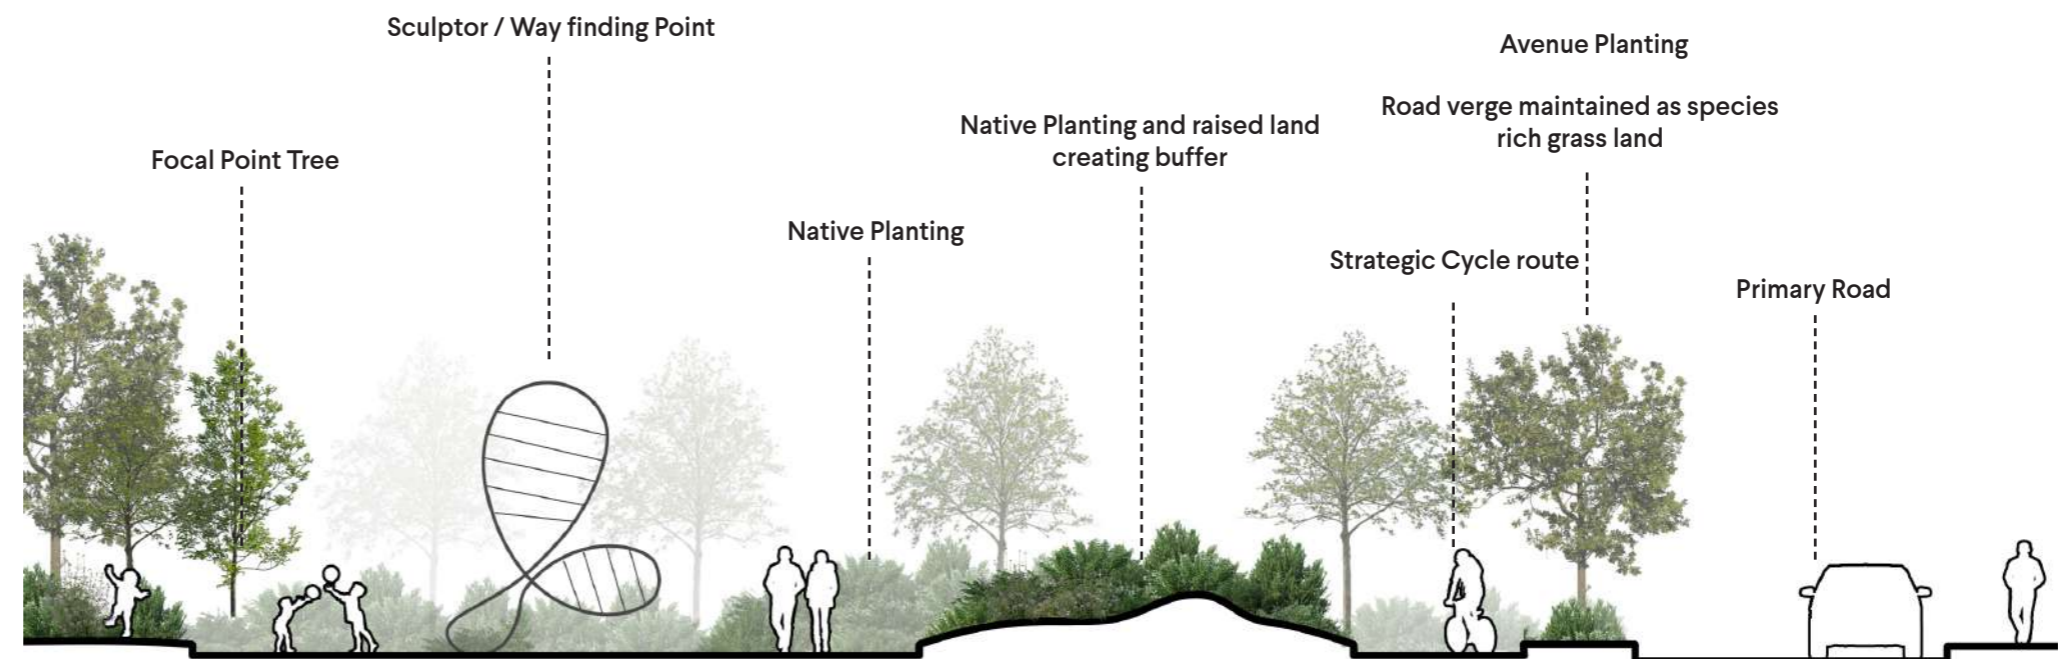 Sculptor / Way finding Point
Avenue Planting
Road verge maintained as species
rich grass land
Native Planting and raised land
creating buffer
Focal Point Tree
Native Planting
Strategic Cycle route
Primary Road